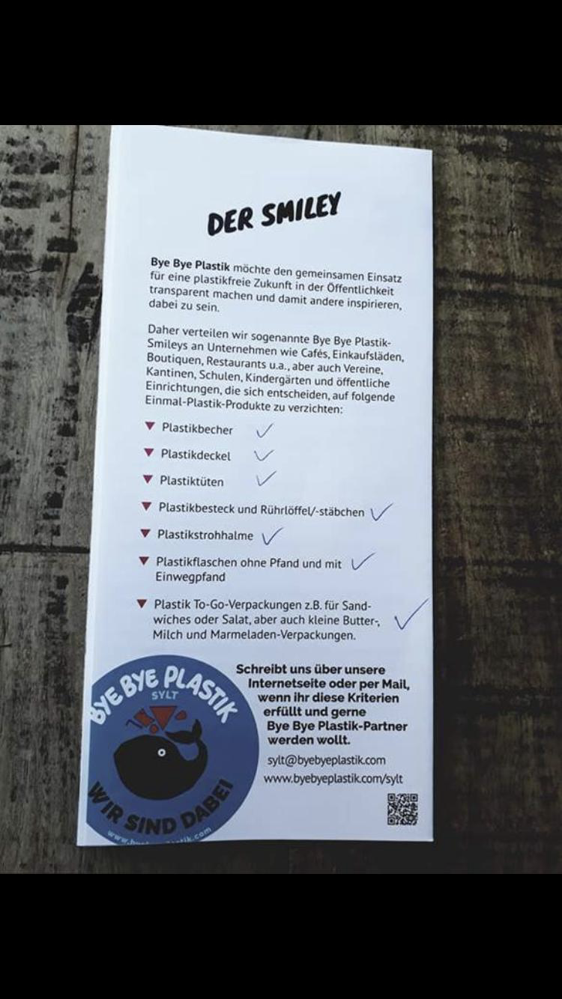 DER SMILEY
Bye Bye Plastik möchte den gemeinsamen Einsatz
für eine plastikfreie Zukunft in der Öffentlichkeit
transparent machen und damit andere inspirieren,
dabei zu sein.
Daher verteilen wir sogenannte Bye Bye Plastik-
Smileys an Unternehmen wie Cafés, Einkaufsläden,
Boutiquen, Restaurants u.a., aber auch Vereine,
Kantinen, Schulen, Kindergärten und öffentliche
Einrichtungen, die sich entscheiden, auf folgende
Einmal-Plastik-Produkte zu verzichten:
Plastikbecher
Plastikdeckel
Plastiktüten
Plastikbesteck und Rührlöffel/-stäbchen
Plastikstrohhalme
Plastikflaschen ohne Pfand und mit
Einwegpfand
Plastik To-Go-Verpackungen z.B. für Sand-
wiches oder Salat, aber auch kleine Butter-,
Milch und Marmeladen-Verpackungen.
Schreibt uns über unsere
Internetseite oder per Mail,
wenn ihr diese Kriterien
erfüllt und gerne
Bye Bye Plastik-Partner
werden wollt.
sylt@byebyeplastik.com
www.byebyeplastik.com/sylt
BYE BYE PLASTIK
SYLT
WIR SIND DABEI